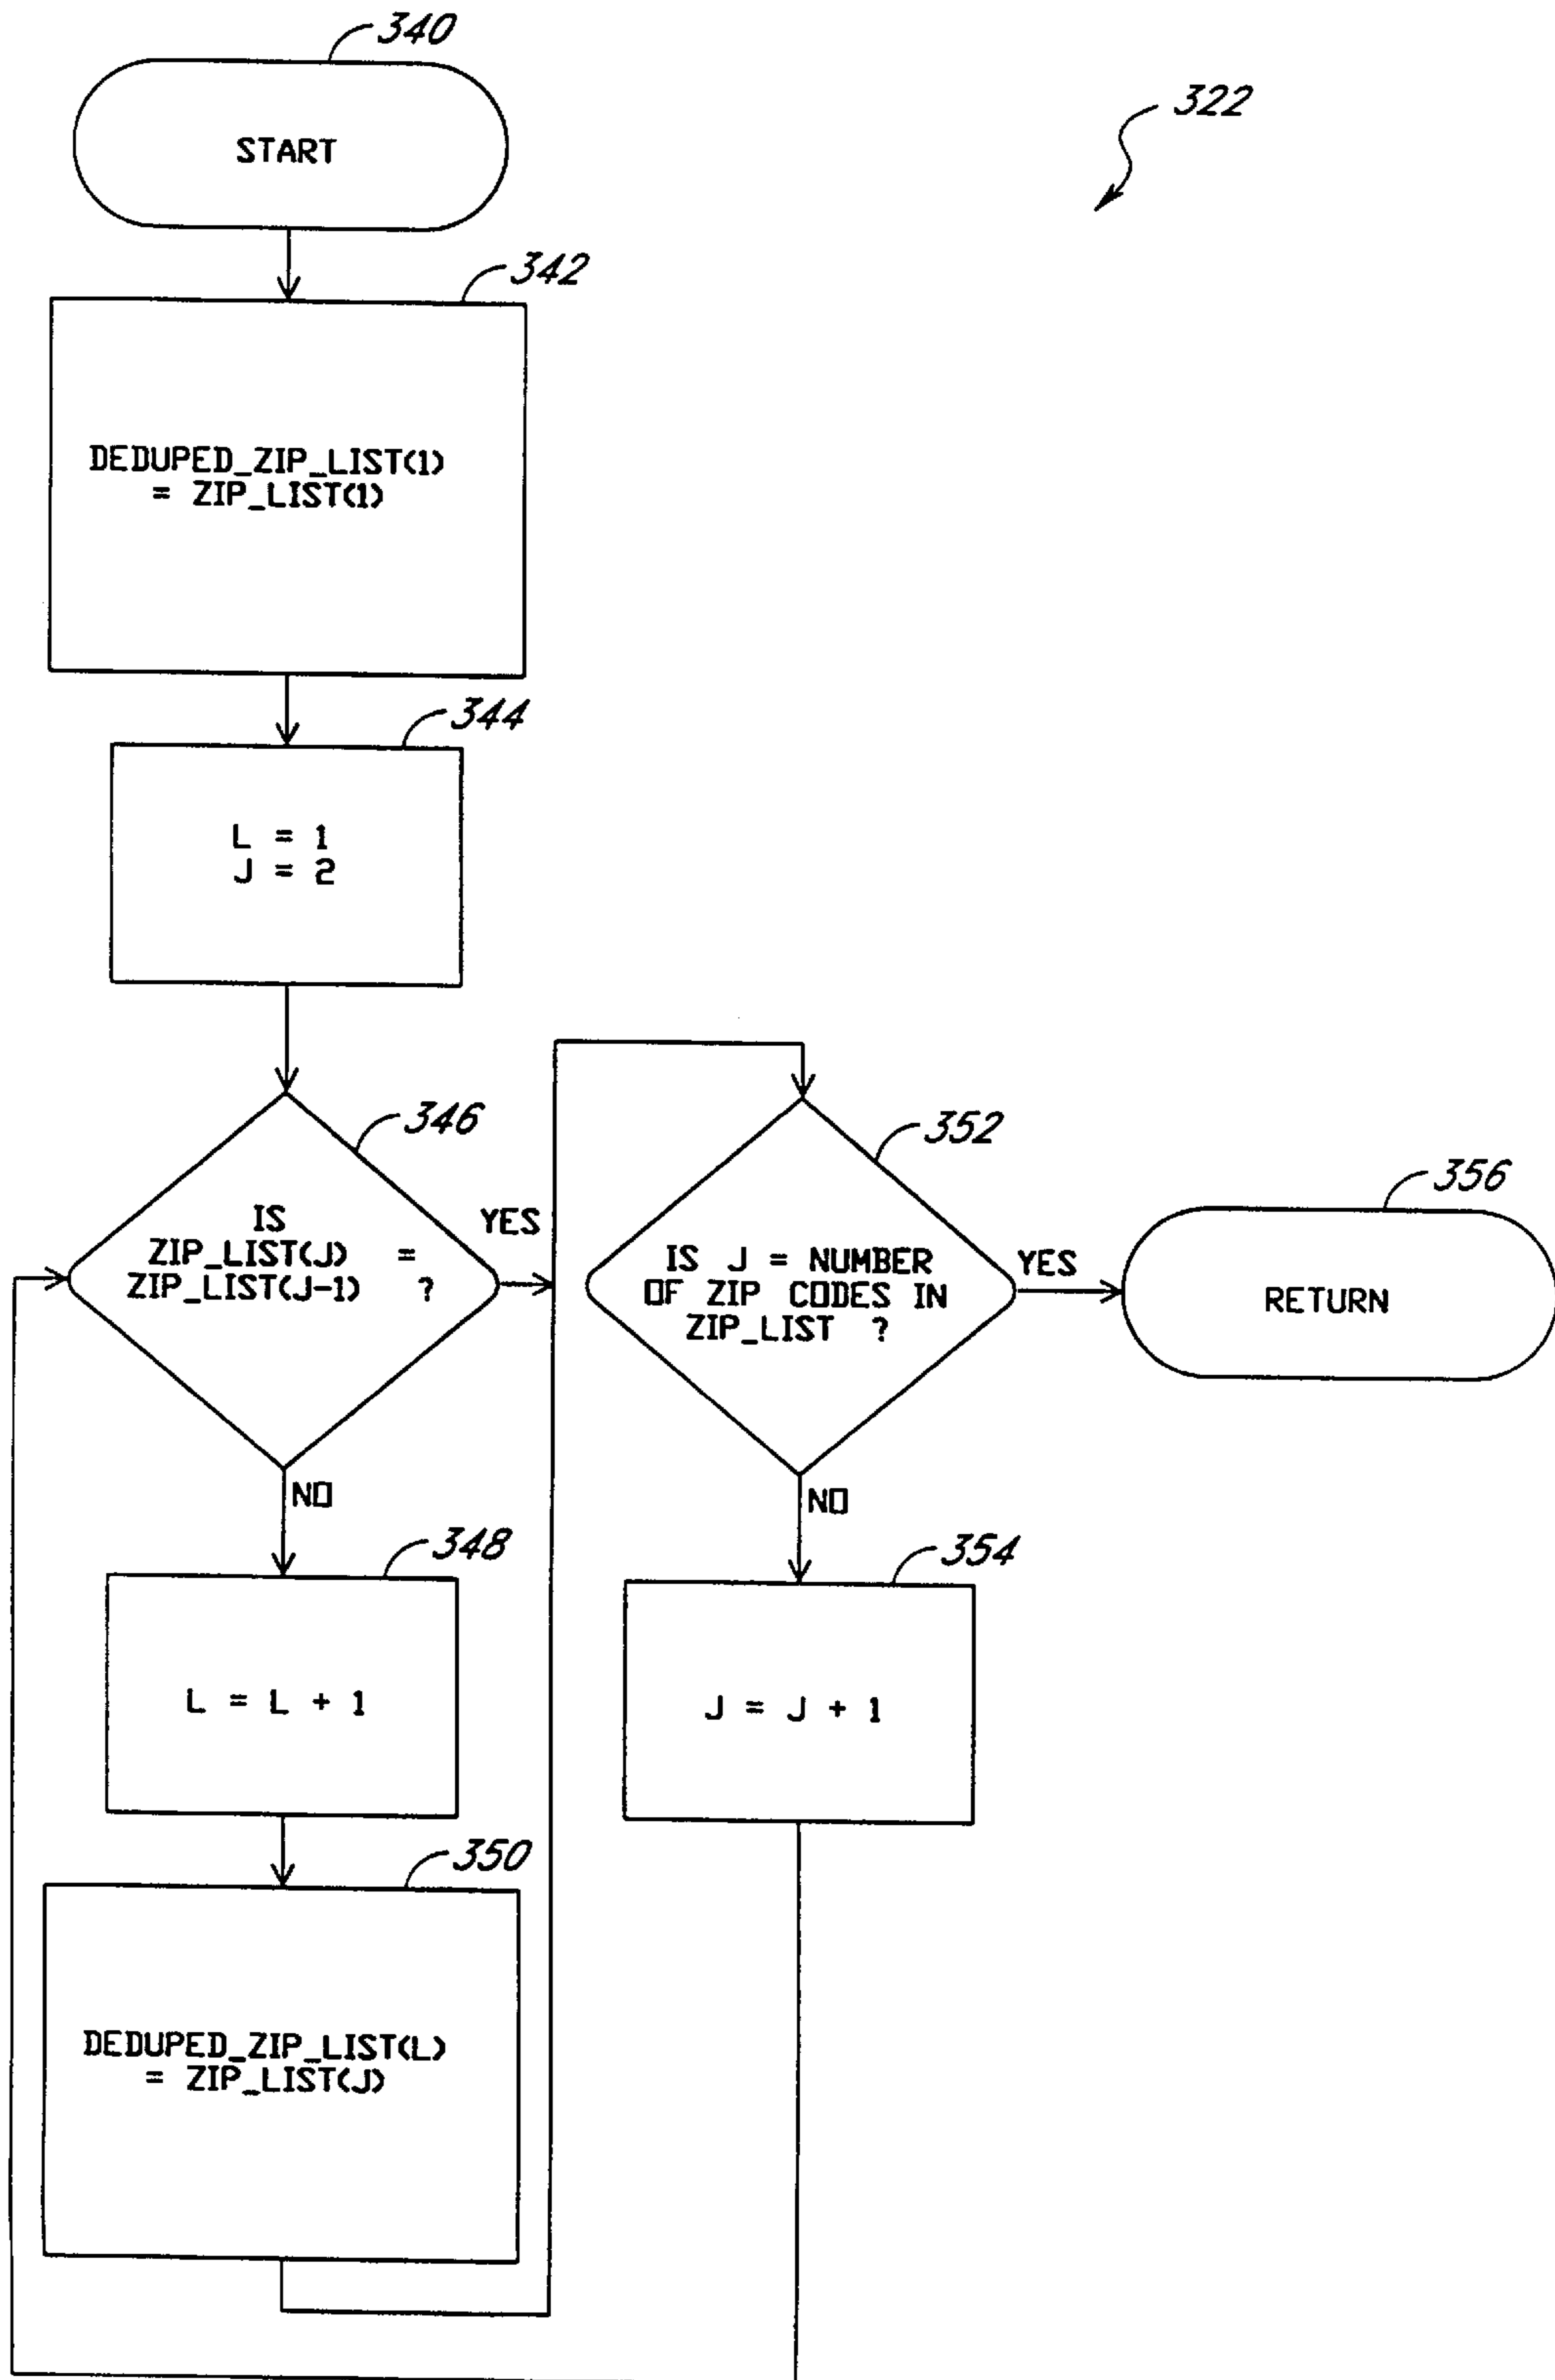 340
START
322
342
DEDUPED_ZIP_LIST(1)
= ZIP_LIST(1)
344
L = 1
J = 2
346
IS
ZIP_LIST(J) =
ZIP_LIST(J-1) ?
YES
NO
348
L = L + 1
350
DEDUPED_ZIP_LIST(L)
= ZIP_LIST(J)
352
IS J = NUMBER
OF ZIP CODES IN
ZIP_LIST ?
YES
NO
354
J = J + 1
356
RETURN